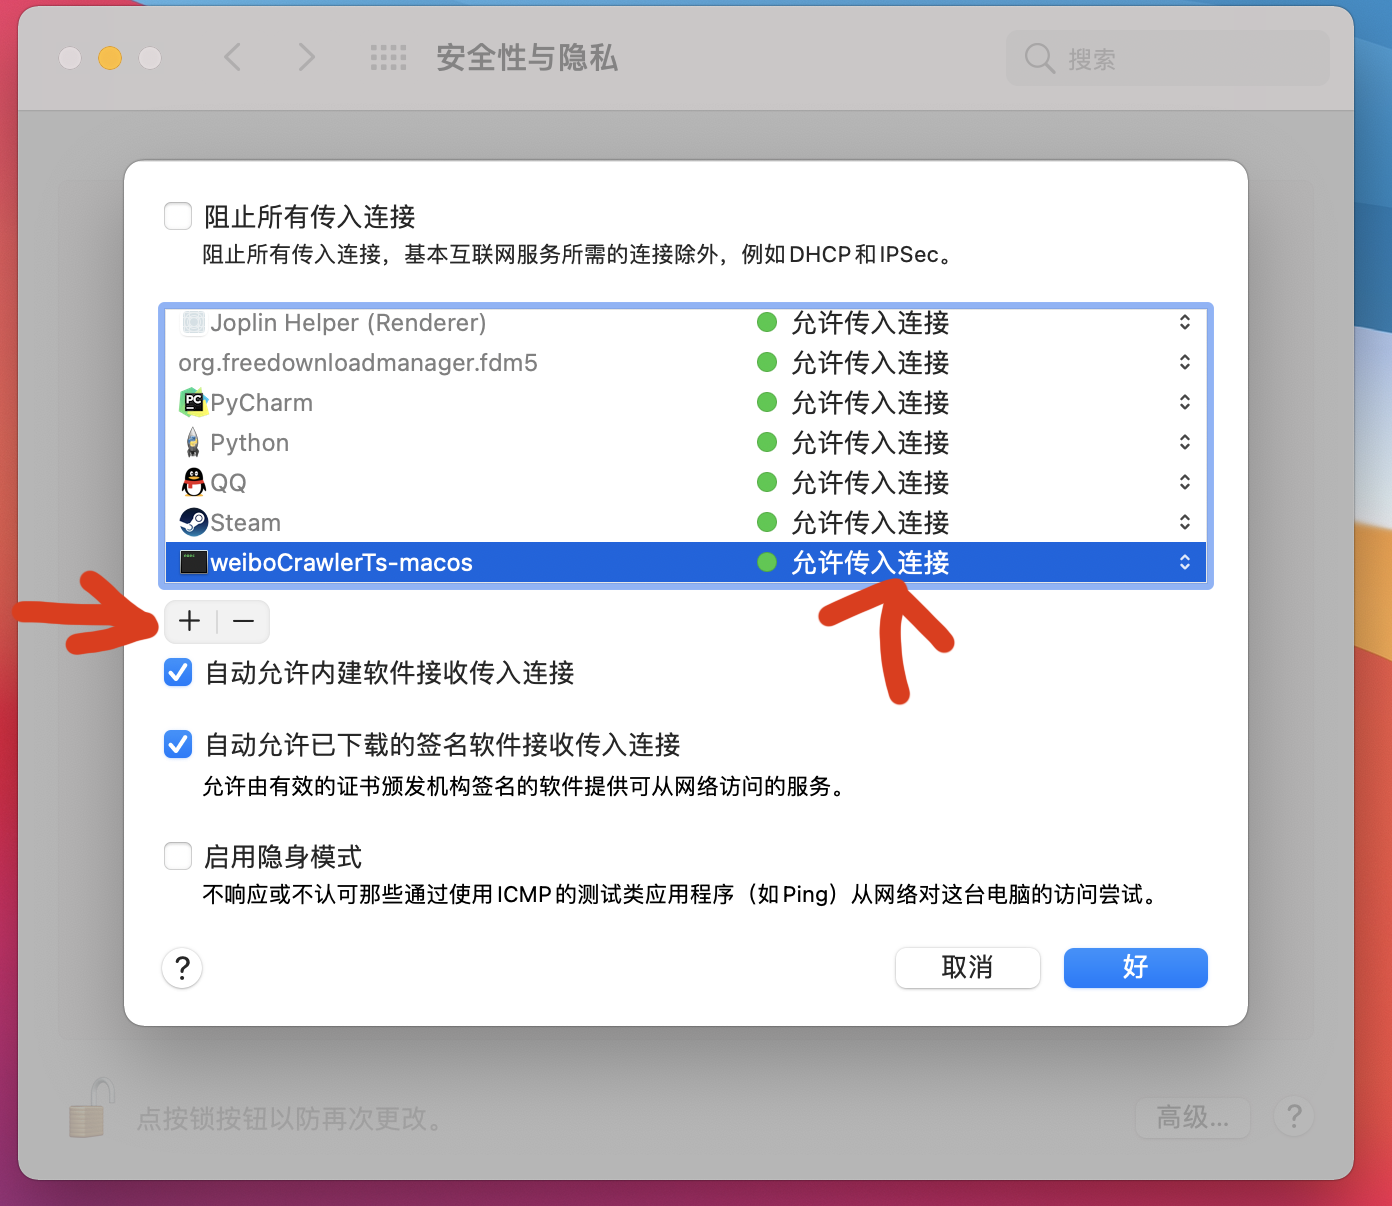 安全性与隐私
搜索
阻止所有传入连接
阻止所有传入连接，基本互联网服务所需的连接除外，例如DHCP和IPSec。
Joplin Helper (Renderer) 允许传入连接
org.freedownloadmanager.fdm5 允许传入连接
PC PyCharm 允许传入连接
Python 允许传入连接
QQ 允许传入连接
Steam 允许传入连接
weiboCrawlerTs-macos 允许传入连接
+ −
自动允许内建软件接收传入连接
自动允许已下载的签名软件接收传入连接
允许由有效的证书颁发机构签名的软件提供可从网络访问的服务。
启用隐身模式
不响应或不认可那些通过使用ICMP的测试类应用程序（如Ping）从网络对这台电脑的访问尝试。
? 取消 好
点按锁按钮以防再次更改。 高级... ?